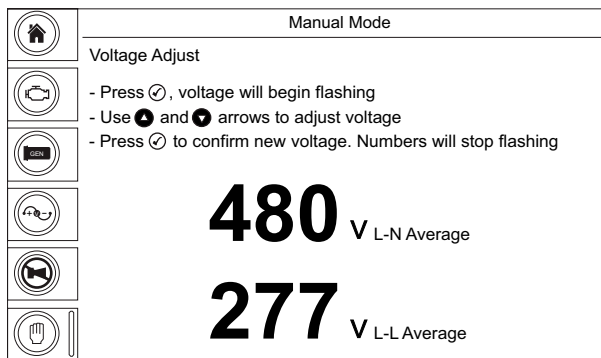 Manual Mode
Voltage Adjust
- Press ✓, voltage will begin flashing
- Use ▲ and ▼ arrows to adjust voltage
- Press ✓ to confirm new voltage. Numbers will stop flashing
GEN
480 V L-N Average
277 V L-L Average